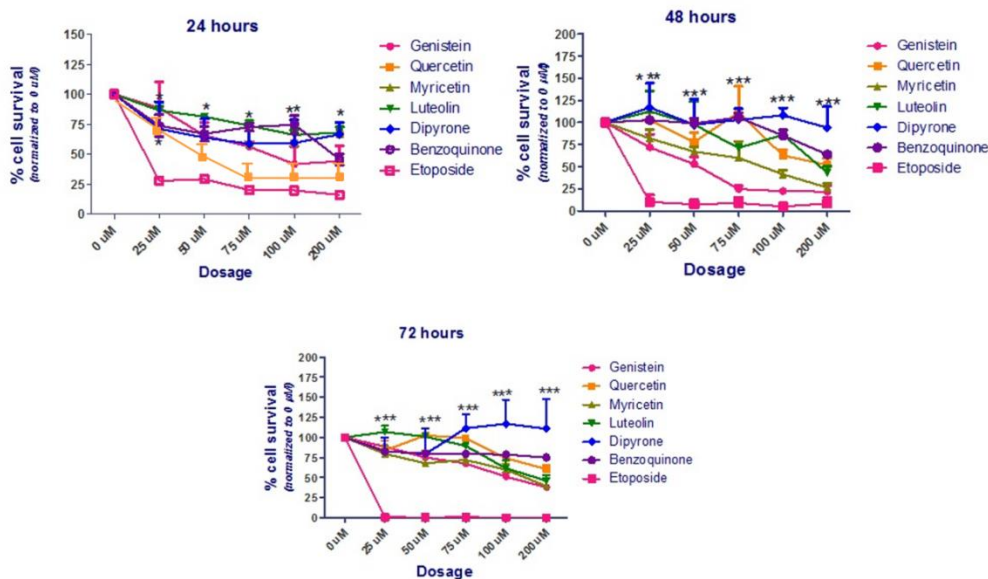 24 hours
% cell survival
(normalized to 0 uM)
150
125
100
75
50
25
0
* * * * ** *
0 uM
25 uM
50 uM
75 uM
100 uM
200 uM
Dosage
Genistein
Quercetin
Myricetin
Luteolin
Dipyrone
Benzoquinone
Etoposide
48 hours
% cell survival
(normalized to 0 µM)
200
175
150
125
100
75
50
25
0
*** *** *** *** ***
0 uM
25 uM
50 uM
75 uM
100 uM
200 uM
Dosage
Genistein
Quercetin
Myricetin
Luteolin
Dipyrone
Benzoquinone
Etoposide
72 hours
% cell survival
(normalized to 0 µM)
200
175
150
125
100
75
50
25
0
*** *** *** *** ***
0 uM
25 uM
50 uM
75 uM
100 uM
200 uM
Dosage
Genistein
Quercetin
Myricetin
Luteolin
Dipyrone
Benzoquinone
Etoposide